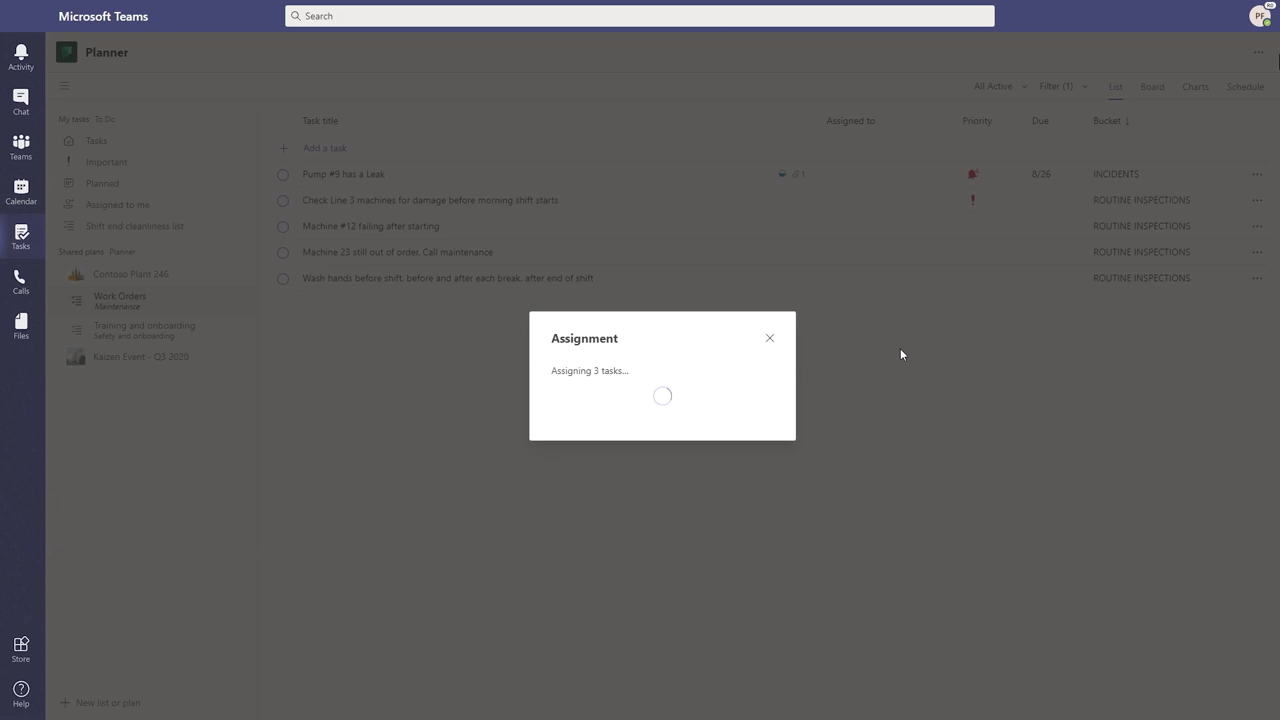 Microsoft Teams
Search
PF
Activity
Chat
Teams
Calendar
Tasks
Calls
Files
Store
Help
Planner
All Active
Filter (1)
List
Board
Charts
Schedule
My tasks To Do
Tasks
Important
Planned
Assigned to me
Shift end cleanliness list
Shared plans Planner
Contoso Plant 246
Work Orders
Maintenance
Training and onboarding
Safety and onboarding
Kaizen Event - Q3 2020
New list or plan
Task title Assigned to Priority Due Bucket ↓
Add a task
Pump #9 has a Leak 1 8/26 INCIDENTS
Check Line 3 machines for damage before morning shift starts ROUTINE INSPECTIONS
Machine #12 failing after starting ROUTINE INSPECTIONS
Machine 23 still out of order. Call maintenance ROUTINE INSPECTIONS
Wash hands before shift, before and after each break, after end of shift ROUTINE INSPECTIONS
Assignment
Assigning 3 tasks...